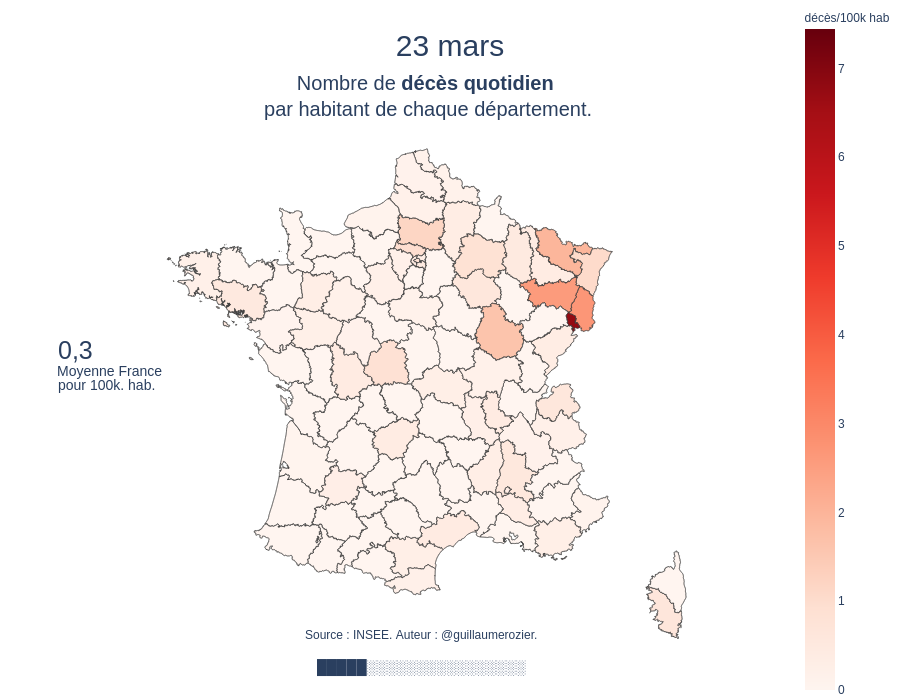 décès/100k hab
23 mars
Nombre de décès quotidien
par habitant de chaque département.
7
6
5
4
3
2
1
0
0,3
Moyenne France
pour 100k. hab.
Source : INSEE. Auteur : @guillaumerozier.